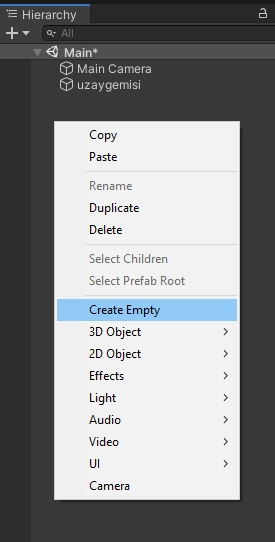 Hierarchy
All
Main*
Main Camera
uzaygemisi
Copy
Paste
Rename
Duplicate
Delete
Select Children
Select Prefab Root
Create Empty
3D Object
2D Object
Effects
Light
Audio
Video
UI
Camera